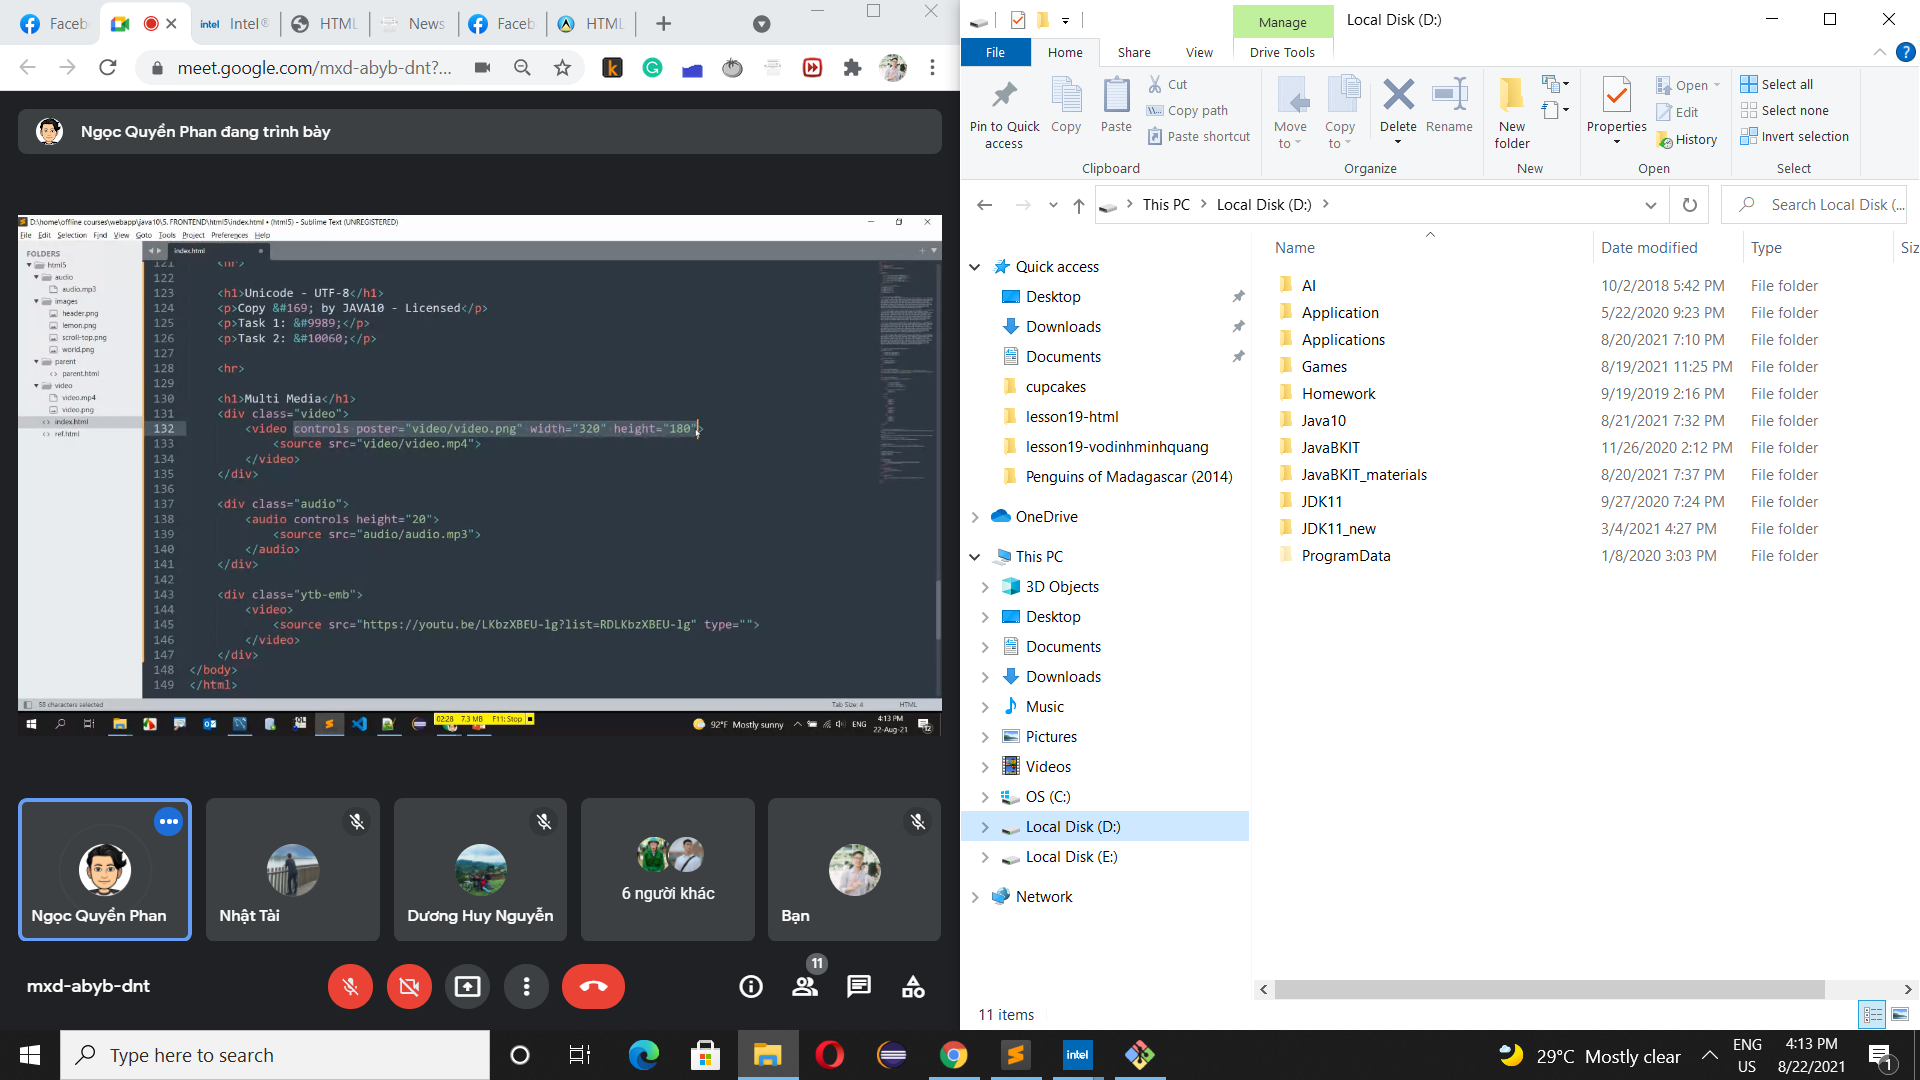 Faceb
Intel®
HTML
News
Faceb
HTML
meet.google.com/mxd-abyb-dnt?...
Ngọc Quyền Phan đang trình bày
D:\home\offline courses\webapp\java10\5. FRONTEND\html5\index.html • (html5) - Sublime Text (UNREGISTERED)
File Edit Selection Find View Goto Tools Project Preferences Help
FOLDERS
html5
audio
audio.mp3
images
header.png
lemon.png
scroll-top.png
world.png
parent
parent.html
video
video.mp4
video.png
index.html
ref.html
index.html
121 <hr>
122
123 <h1>Unicode - UTF-8</h1>
124 <p>Copy &#169; by JAVA10 - Licensed</p>
125 <p>Task 1: &#9989;</p>
126 <p>Task 2: &#10060;</p>
127
128 <hr>
129
130 <h1>Multi Media</h1>
131 <div class="video">
132 <video controls poster="video/video.png" width="320" height="180">
133 <source src="video/video.mp4">
134 </video>
135 </div>
136
137 <div class="audio">
138 <audio controls height="20">
139 <source src="audio/audio.mp3">
140 </audio>
141 </div>
142
143 <div class="ytb-emb">
144 <video>
145 <source src="https://youtu.be/LKbzXBEU-lg?list=RDLKbzXBEU-lg" type="">
146 </video>
147 </div>
148 </body>
149 </html>
58 characters selected
Tab Size: 4
HTML
02:28 7.3 MB F11: Stop
92°F Mostly sunny
ENG
4:13 PM
22-Aug-21
12
Ngọc Quyền Phan
Nhật Tài
Dương Huy Nguyễn
6 người khác
Bạn
mxd-abyb-dnt
11
Manage
Local Disk (D:)
File
Home
Share
View
Drive Tools
Pin to Quick access
Copy
Paste
Cut
Copy path
Paste shortcut
Clipboard
Move to
Copy to
Delete
Rename
Organize
New folder
New
Properties
Open
Edit
History
Open
Select all
Select none
Invert selection
Select
This PC
Local Disk (D:)
Search Local Disk (...
Quick access
Desktop
Downloads
Documents
cupcakes
lesson19-html
lesson19-vodinhminhquang
Penguins of Madagascar (2014)
OneDrive
This PC
3D Objects
Desktop
Documents
Downloads
Music
Pictures
Videos
OS (C:)
Local Disk (D:)
Local Disk (E:)
Network
Name Date modified Type Siz
AI 10/2/2018 5:42 PM File folder
Application 5/22/2020 9:23 PM File folder
Applications 8/20/2021 7:10 PM File folder
Games 8/19/2021 11:25 PM File folder
Homework 9/19/2019 2:16 PM File folder
Java10 8/21/2021 7:32 PM File folder
JavaBKIT 11/26/2020 2:12 PM File folder
JavaBKIT_materials 8/20/2021 7:37 PM File folder
JDK11 9/27/2020 7:24 PM File folder
JDK11_new 3/4/2021 4:27 PM File folder
ProgramData 1/8/2020 3:03 PM File folder
11 items
Type here to search
intel
29°C Mostly clear
ENG
US
4:13 PM
8/22/2021
1